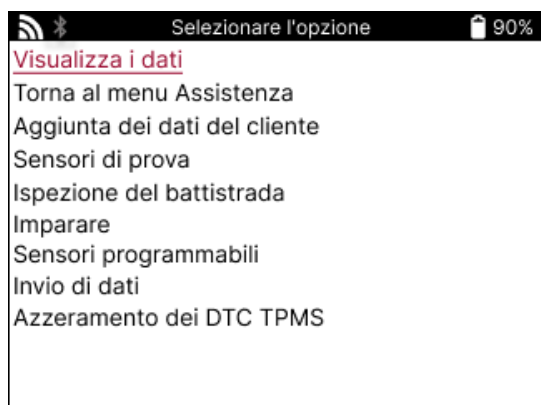 Selezionare l'opzione 90%
Visualizza i dati
Torna al menu Assistenza
Aggiunta dei dati del cliente
Sensori di prova
Ispezione del battistrada
Imparare
Sensori programmabili
Invio di dati
Azzeramento dei DTC TPMS